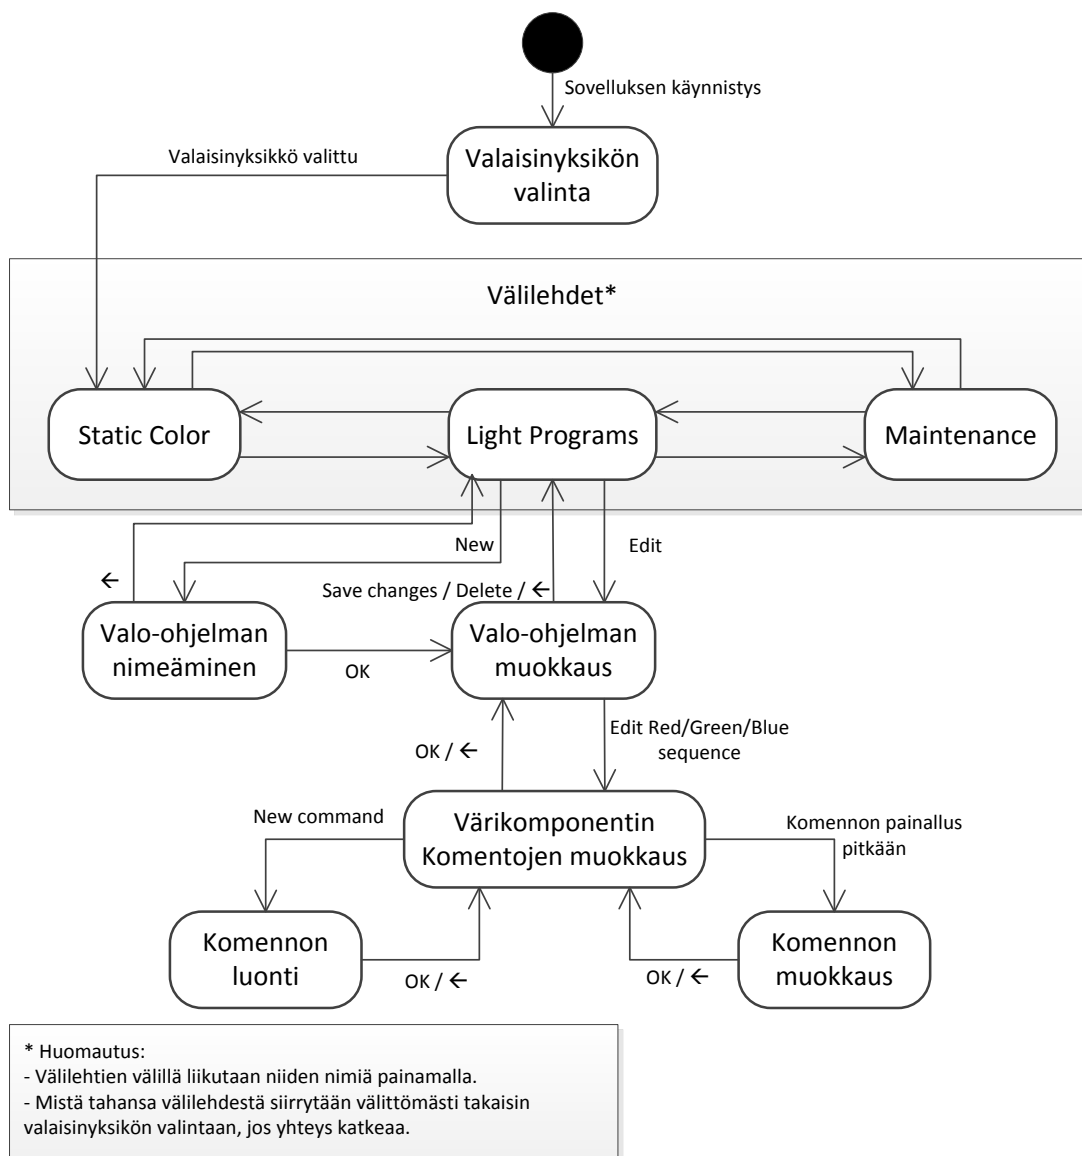 Sovelluksen käynnistys
Valaisinyksikkö valittu
Valaisinyksikön
valinta
Välilehdet*
Static Color
Light Programs
Maintenance
New
Edit
←
Save changes / Delete / ←
Valo-ohjelman
nimeäminen
OK
Valo-ohjelman
muokkaus
OK / ←
Edit Red/Green/Blue
sequence
New command
Värikomponentin
Komentojen muokkaus
Komennon painallus
pitkään
Komennon
luonti
OK / ←
OK / ←
Komennon
muokkaus
* Huomautus:
- Välilehtien välillä liikutaan niiden nimiä painamalla.
- Mistä tahansa välilehdestä siirrytään välittömästi takaisin
valaisinyksikön valintaan, jos yhteys katkeaa.